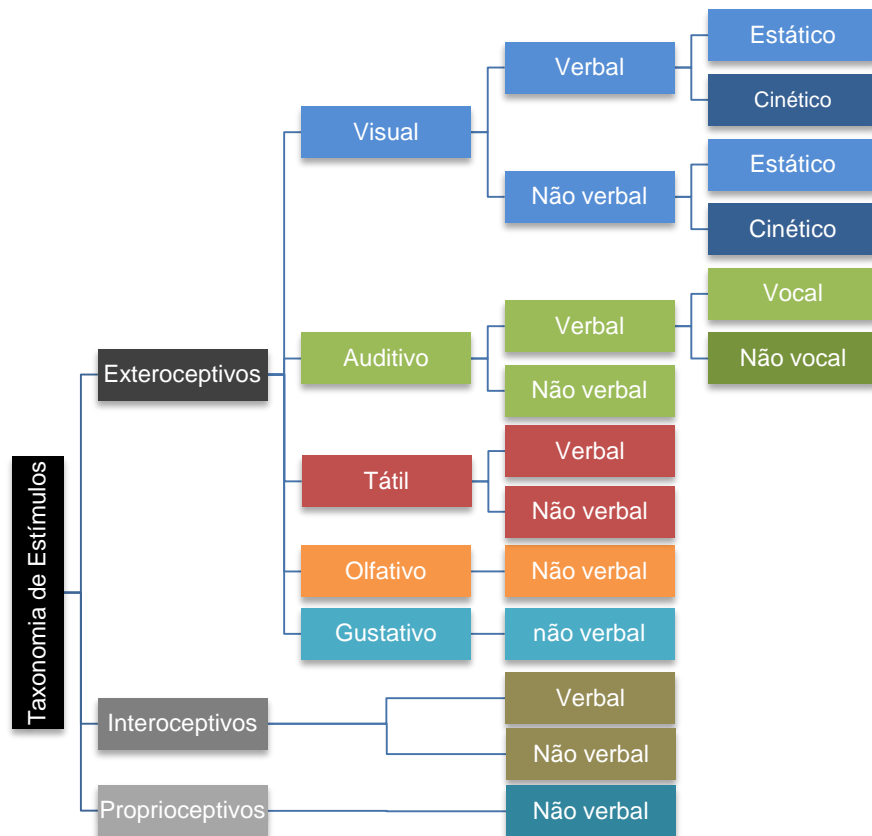 Taxonomia de Estímulos
Exteroceptivos
Visual
Verbal
Estático
Cinético
Não verbal
Estático
Cinético
Auditivo
Verbal
Vocal
Não vocal
Não verbal
Tátil
Verbal
Não verbal
Olfativo
Não verbal
Gustativo
não verbal
Interoceptivos
Verbal
Não verbal
Proprioceptivos
Não verbal